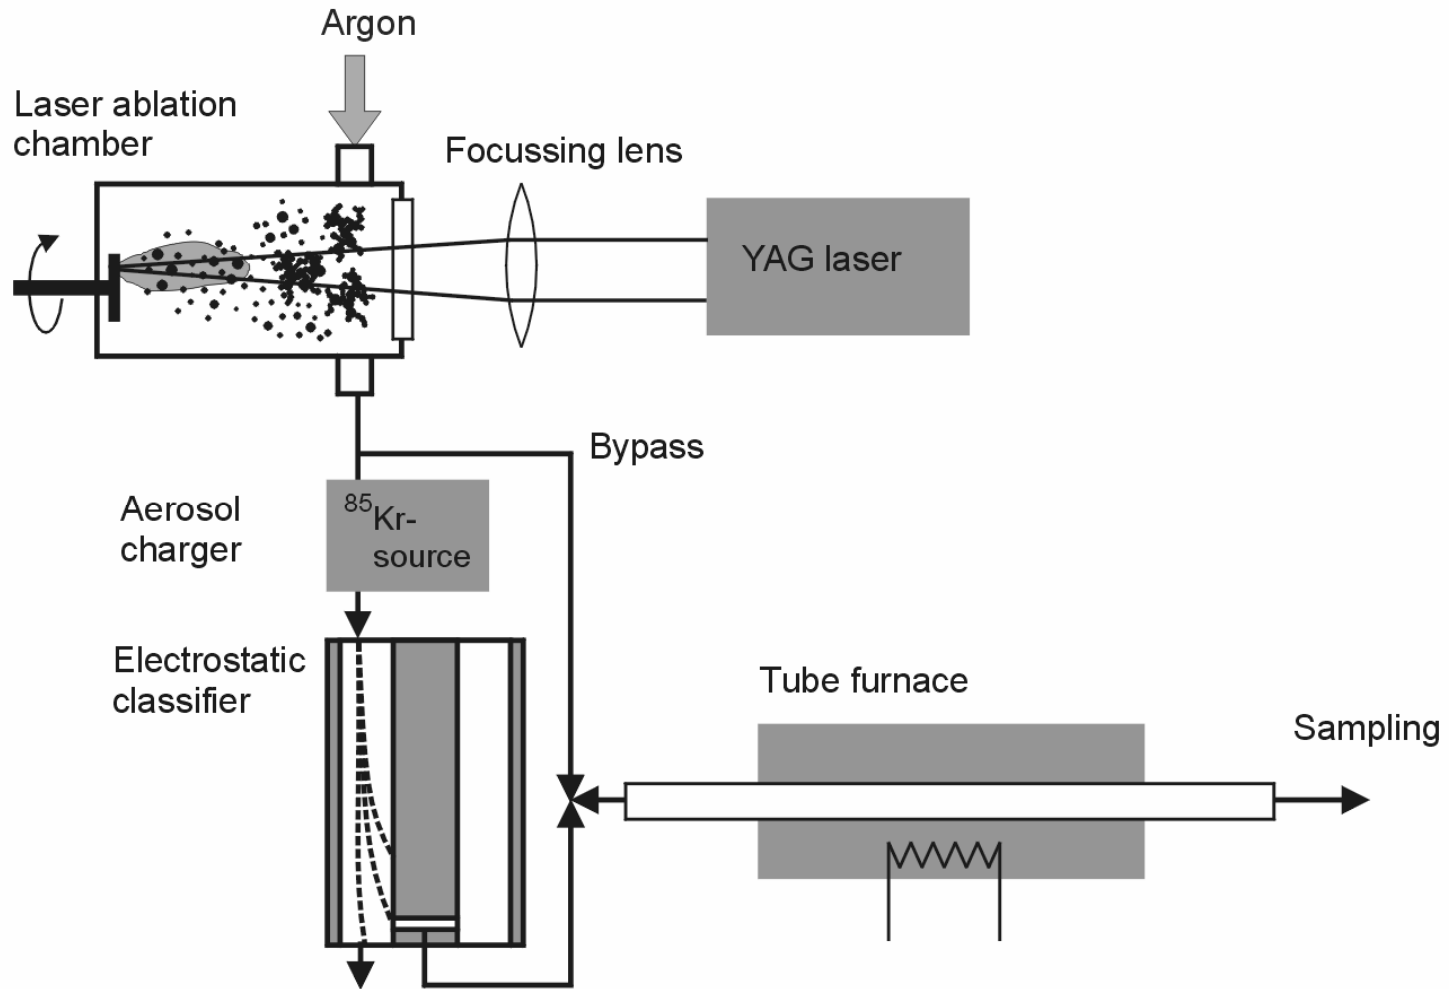 Argon
Laser ablation
chamber
Focussing lens
YAG laser
Bypass
Aerosol
charger
⁸⁵Kr-
source
Electrostatic
classifier
Tube furnace
Sampling